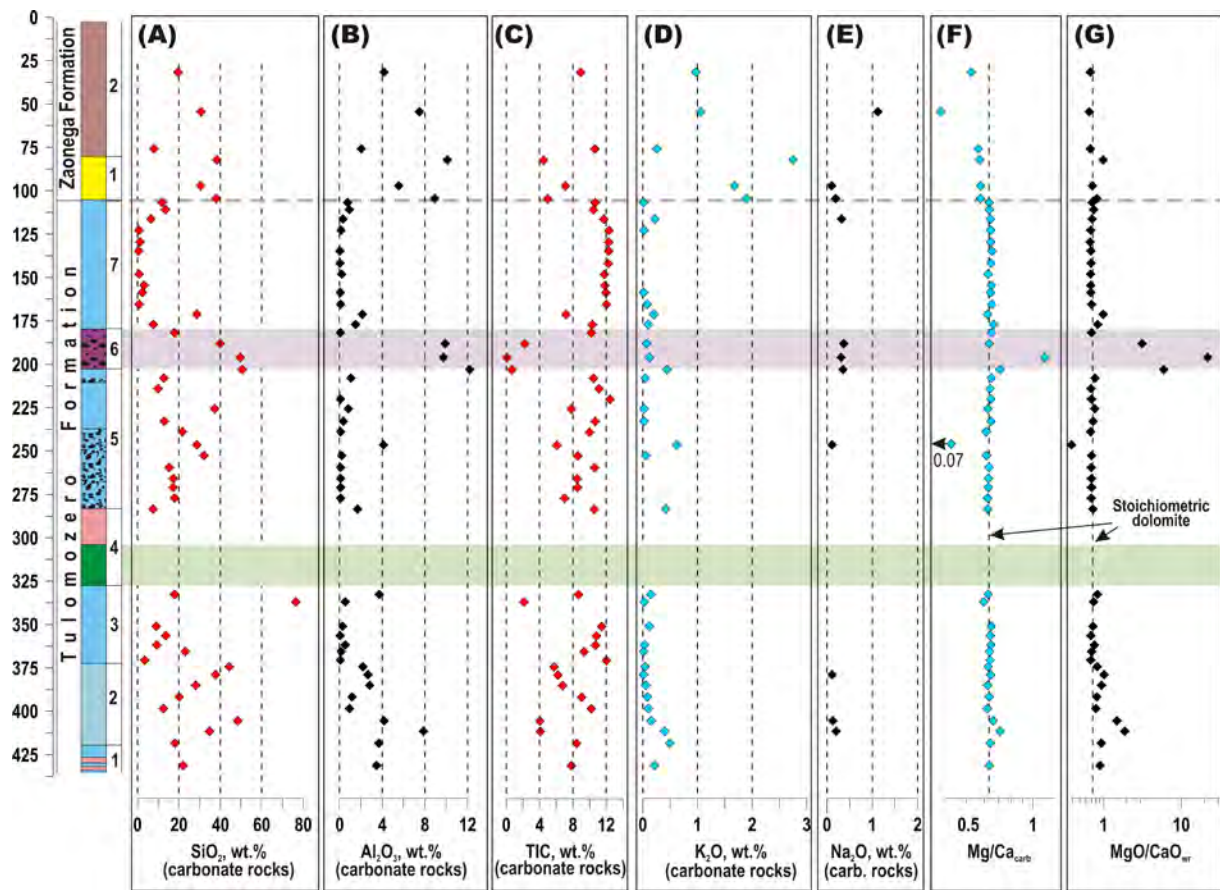 (A) (B) (C) (D) (E) (F) (G)
0
25
50
75
100
125
150
175
200
225
250
275
300
325
350
375
400
425
Zaonega Formation
Tulomozero Formation
2
1
7
6
5
4
3
2
1
0.07
Stoichiometric
dolomite
0 20 40 60 80
SiO₂, wt.%
(carbonate rocks)
0 4 8 12
Al₂O₃, wt.%
(carbonate rocks)
0 4 8 12
TIC, wt.%
(carbonate rocks)
0 1 2 3
K₂O, wt.%
(carbonate rocks)
0 1 2
Na₂O, wt.%
(carb. rocks)
0.5 1
Mg/Ca carb
1 10
MgO/CaO wr